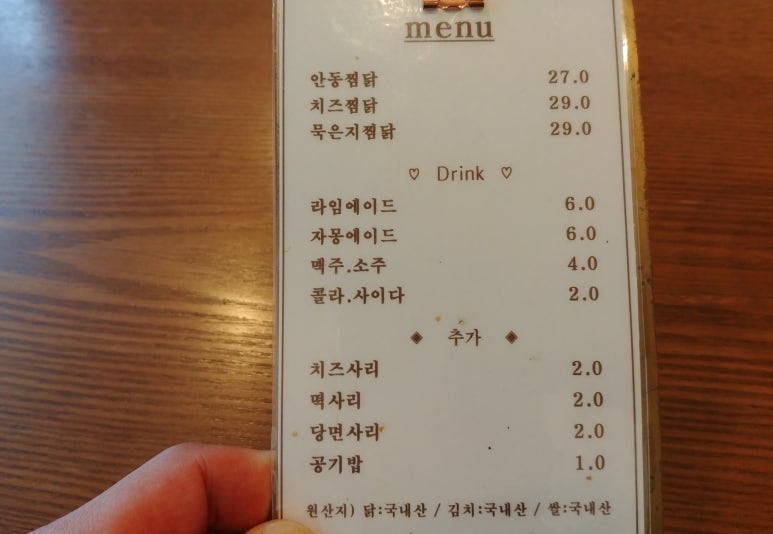 menu
안동찜닭 27.0
치즈찜닭 29.0
묵은지찜닭 29.0
♡ Drink ♡
라임에이드 6.0
자몽에이드 6.0
맥주.소주 4.0
콜라.사이다 2.0
◈ 추가 ◈
치즈사리 2.0
떡사리 2.0
당면사리 2.0
공기밥 1.0
원산지) 닭:국내산 / 김치:국내산 / 쌀:국내산